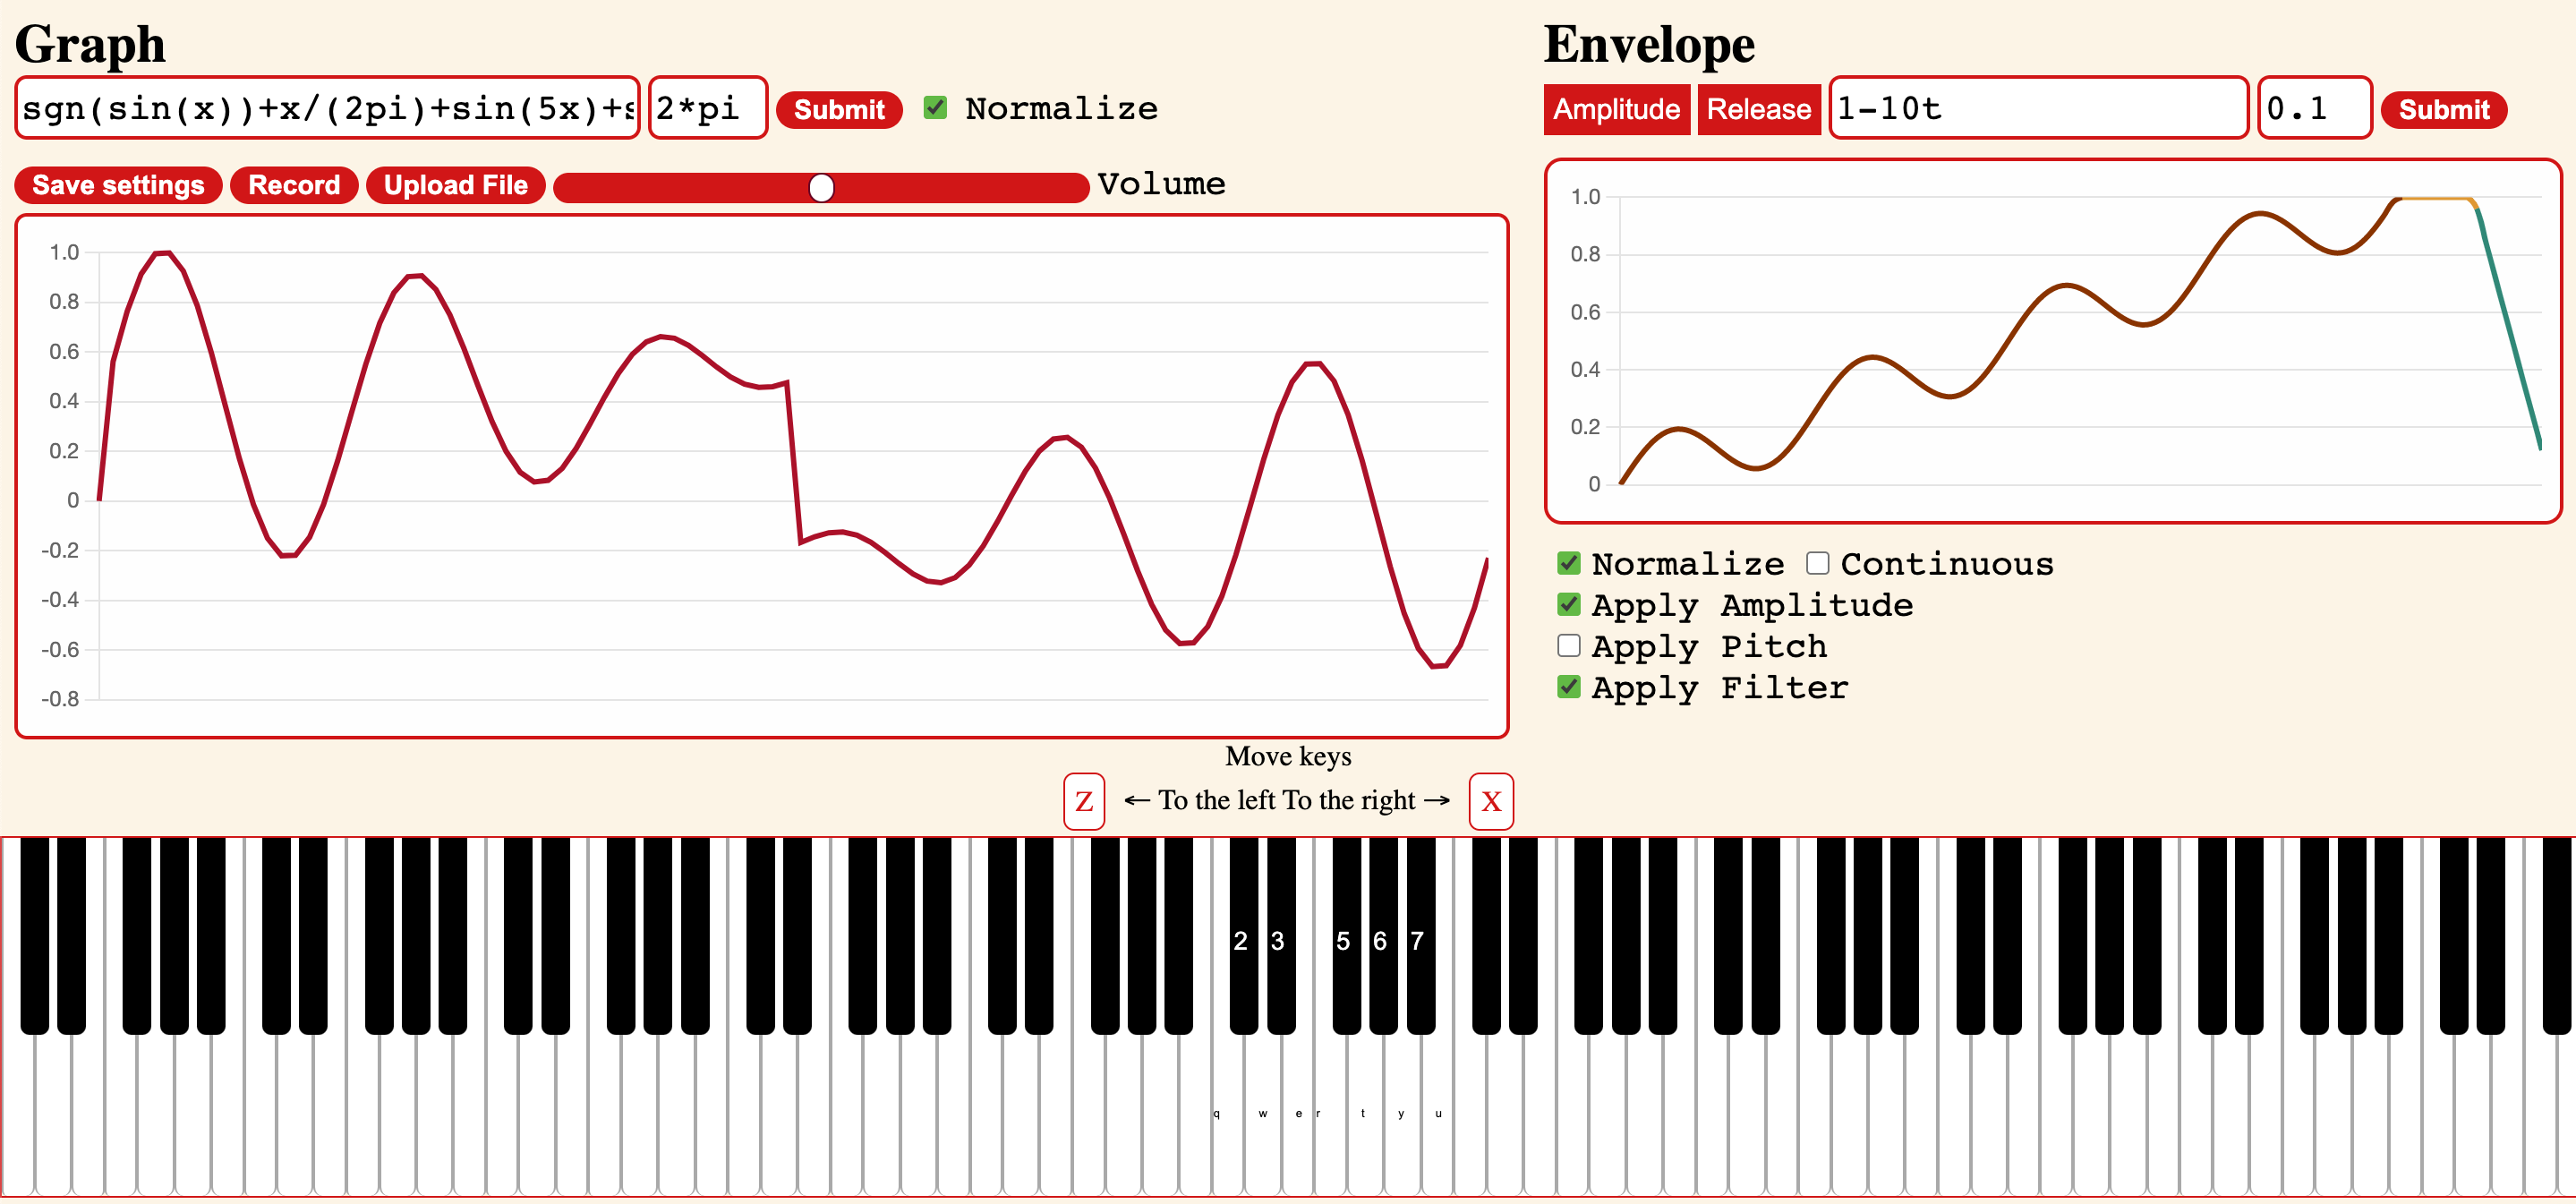 Graph
sgn(sin(x))+x/(2pi)+sin(5x)+s 2*pi Submit Normalize
Save settings Record Upload File Volume
1.0
0.8
0.6
0.4
0.2
0
-0.2
-0.4
-0.6
-0.8
Envelope
Amplitude Release 1-10t 0.1 Submit
1.0
0.8
0.6
0.4
0.2
0
Normalize Continuous
Apply Amplitude
Apply Pitch
Apply Filter
Move keys
Z ← To the left To the right → X
2 3 5 6 7
q w e r t y u